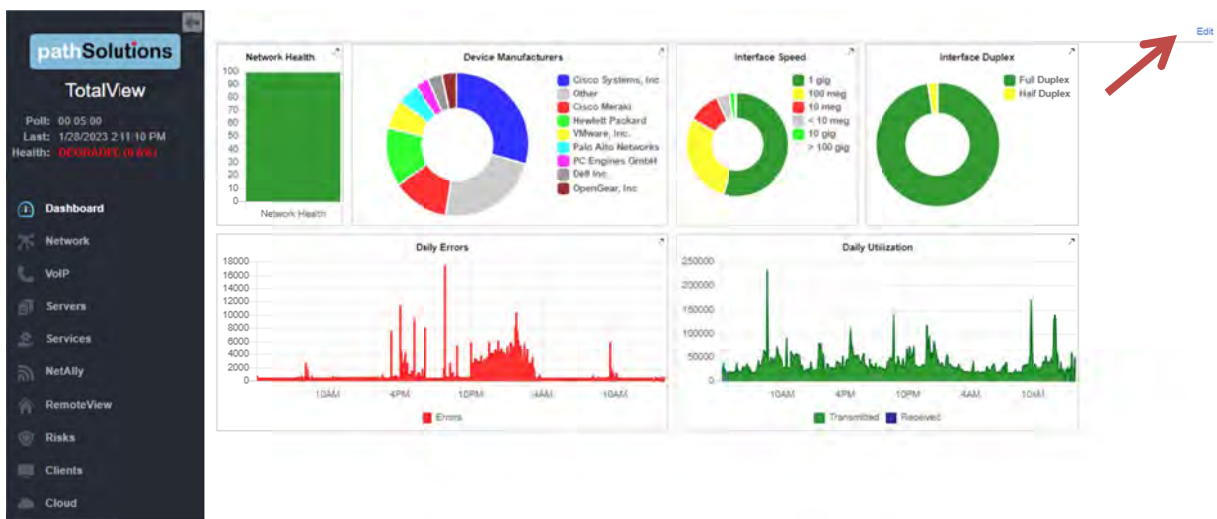 pathSolutions
TotalView
Poll: 00:05:00
Last: 1/28/2023 2:11:10 PM
Health:
Dashboard
Network
VoIP
Servers
Services
NetAlly
RemoteView
Risks
Clients
Cloud
Edit
Network Health
100
90
80
70
60
50
40
30
20
10
0
Network Health
Device Manufacturers
Cisco Systems, Inc
Other
Cisco Meraki
Hewlett Packard
VMware, Inc.
Palo Alto Networks
PC Engines GmbH
Dell Inc.
OpenGear, Inc
Interface Speed
1 gig
100 meg
10 meg
< 10 meg
10 gig
> 100 gig
Interface Duplex
Full Duplex
Half Duplex
Daily Errors
18000
16000
14000
12000
10000
8000
6000
4000
2000
0
10AM
4PM
10PM
4AM
10AM
Errors
Daily Utilization
250000
200000
150000
100000
50000
0
10AM
4PM
10PM
4AM
10AM
Transmitted
Received